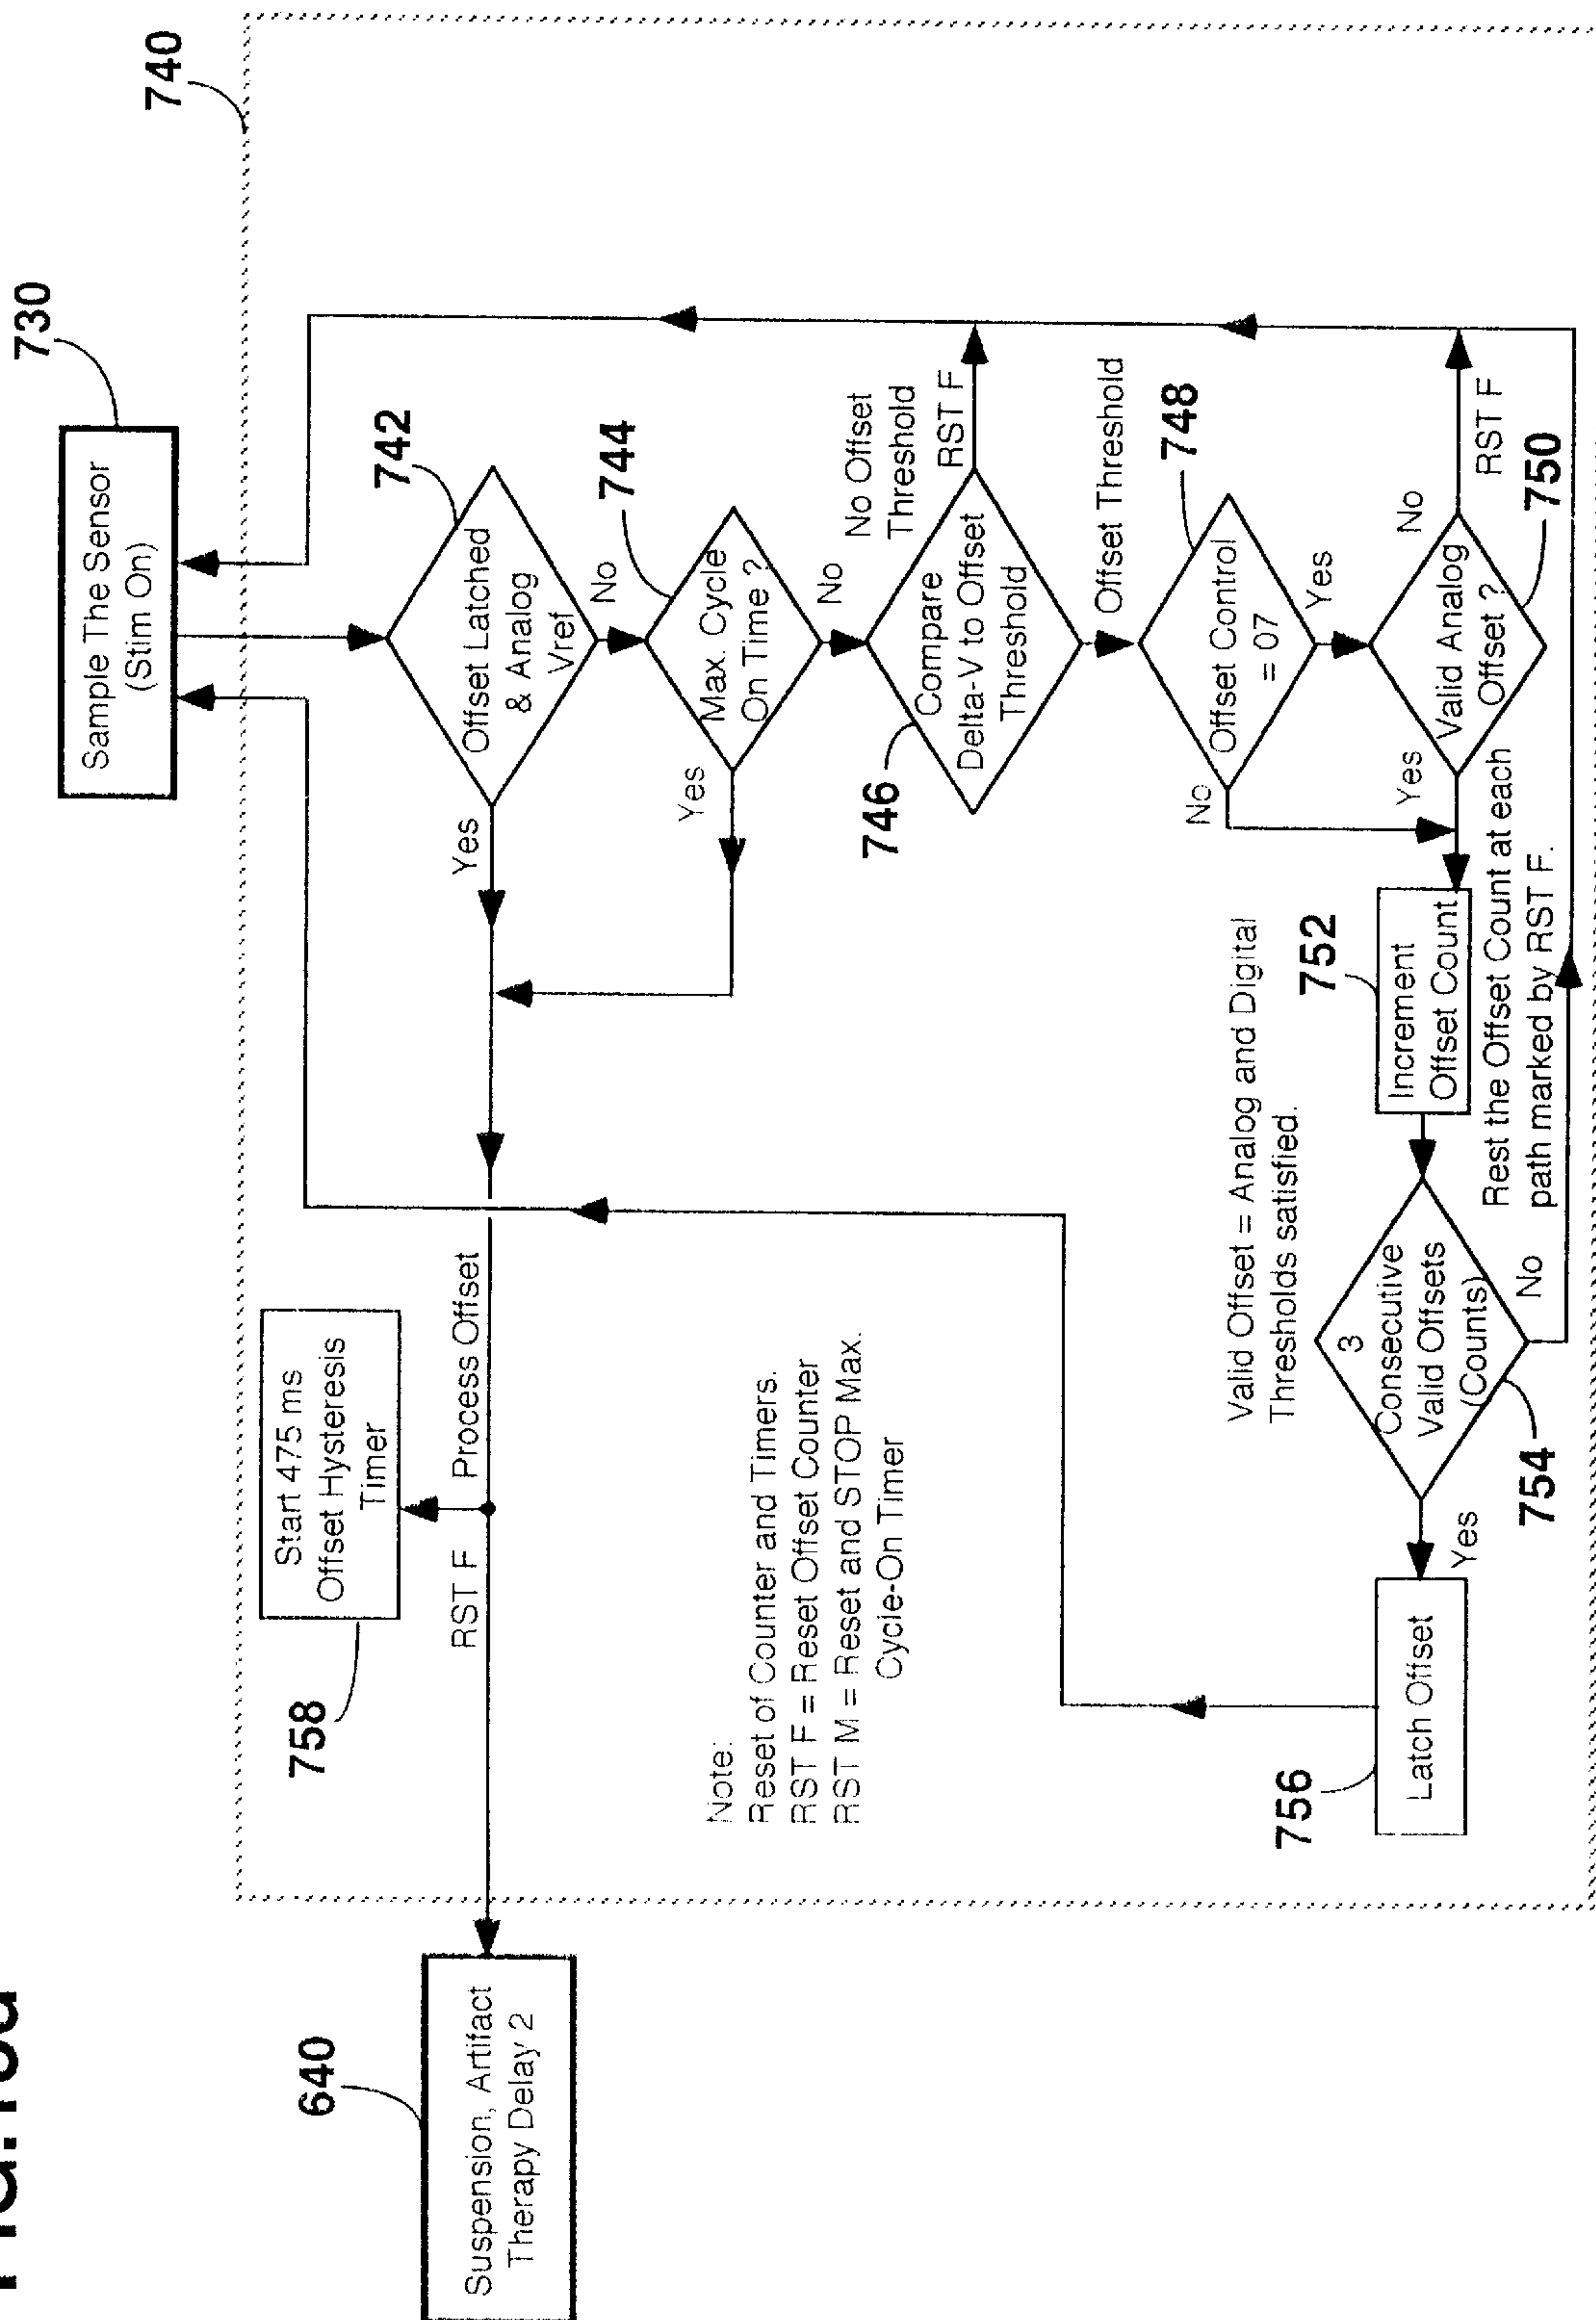 730
Sample The Sensor
(Stim On)
740
742
Offset Latched
& Analog
Vref
Yes
No
744
Max. Cycle
On Time ?
Yes
No
746
Compare
Delta-V to Offset
Threshold
No Offset
Threshold
RST F
Offset Threshold
748
Offset Control
= 07
No
Yes
750
Valid Analog
Offset ?
Yes
No
RST F
752
Increment
Offset Count
Rest the Offset Count at each
path marked by RST F.
Valid Offset = Analog and Digital
Thresholds satisfied.
3
Consecutive
Valid Offsets
(Counts)
754
No
Yes
756
Latch Offset
Start 475 ms
Offset Hysteresis
Timer
758
Process Offset
RST F
Note:
Reset of Counter and Timers.
RST F = Reset Offset Counter
RST M = Reset and STOP Max.
Cycle-On Timer
640
Suspension, Artifact
Therapy Delay 2